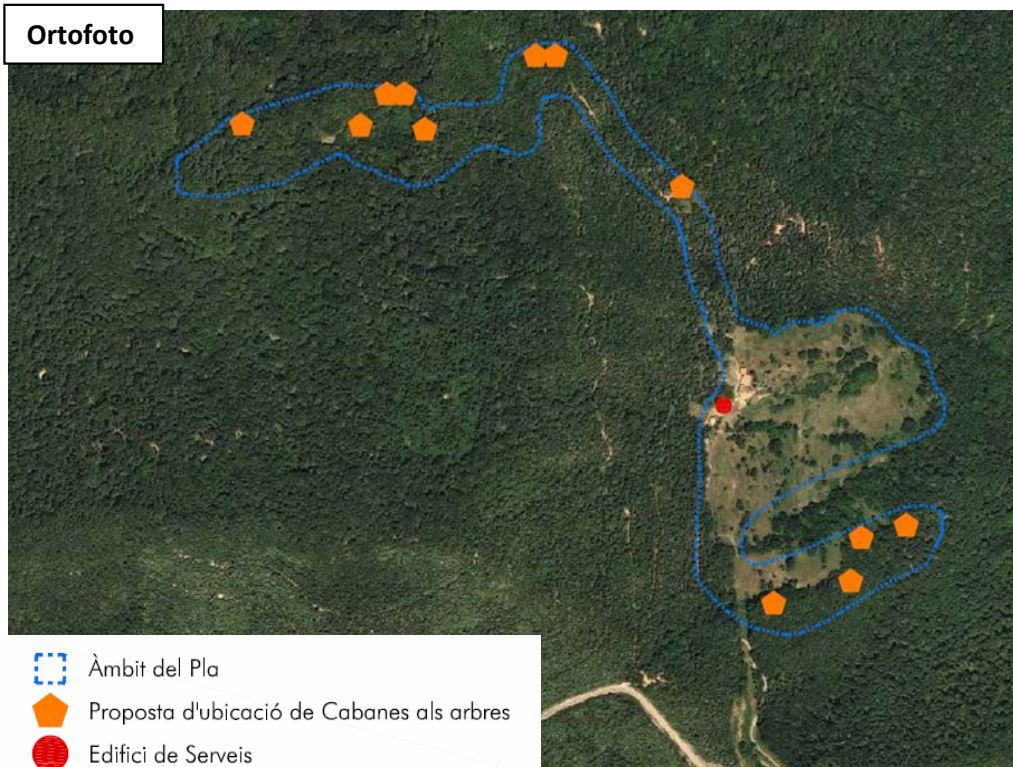 Ortofoto
Àmbit del Pla
Proposta d'ubicació de Cabanes als arbres
Edifici de Serveis